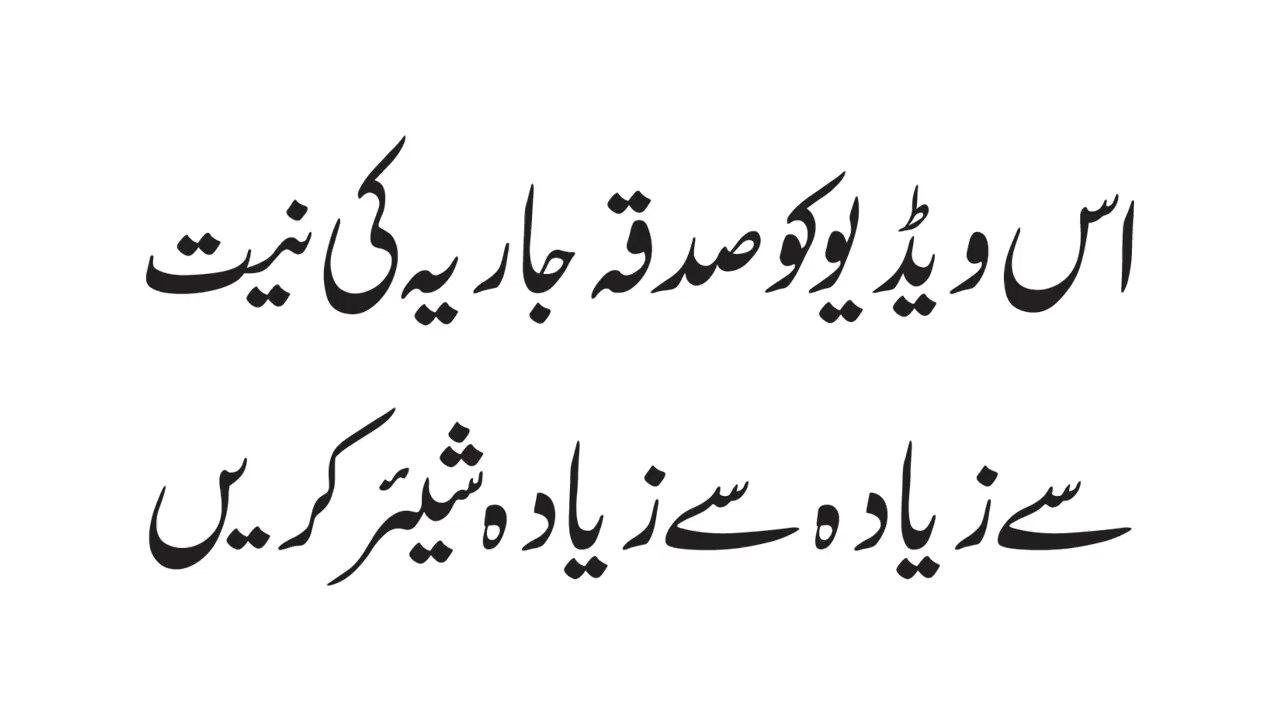 اس ویڈیو کو صدقہ جاریہ کی نیت
سے زیادہ سے زیادہ شیئر کریں